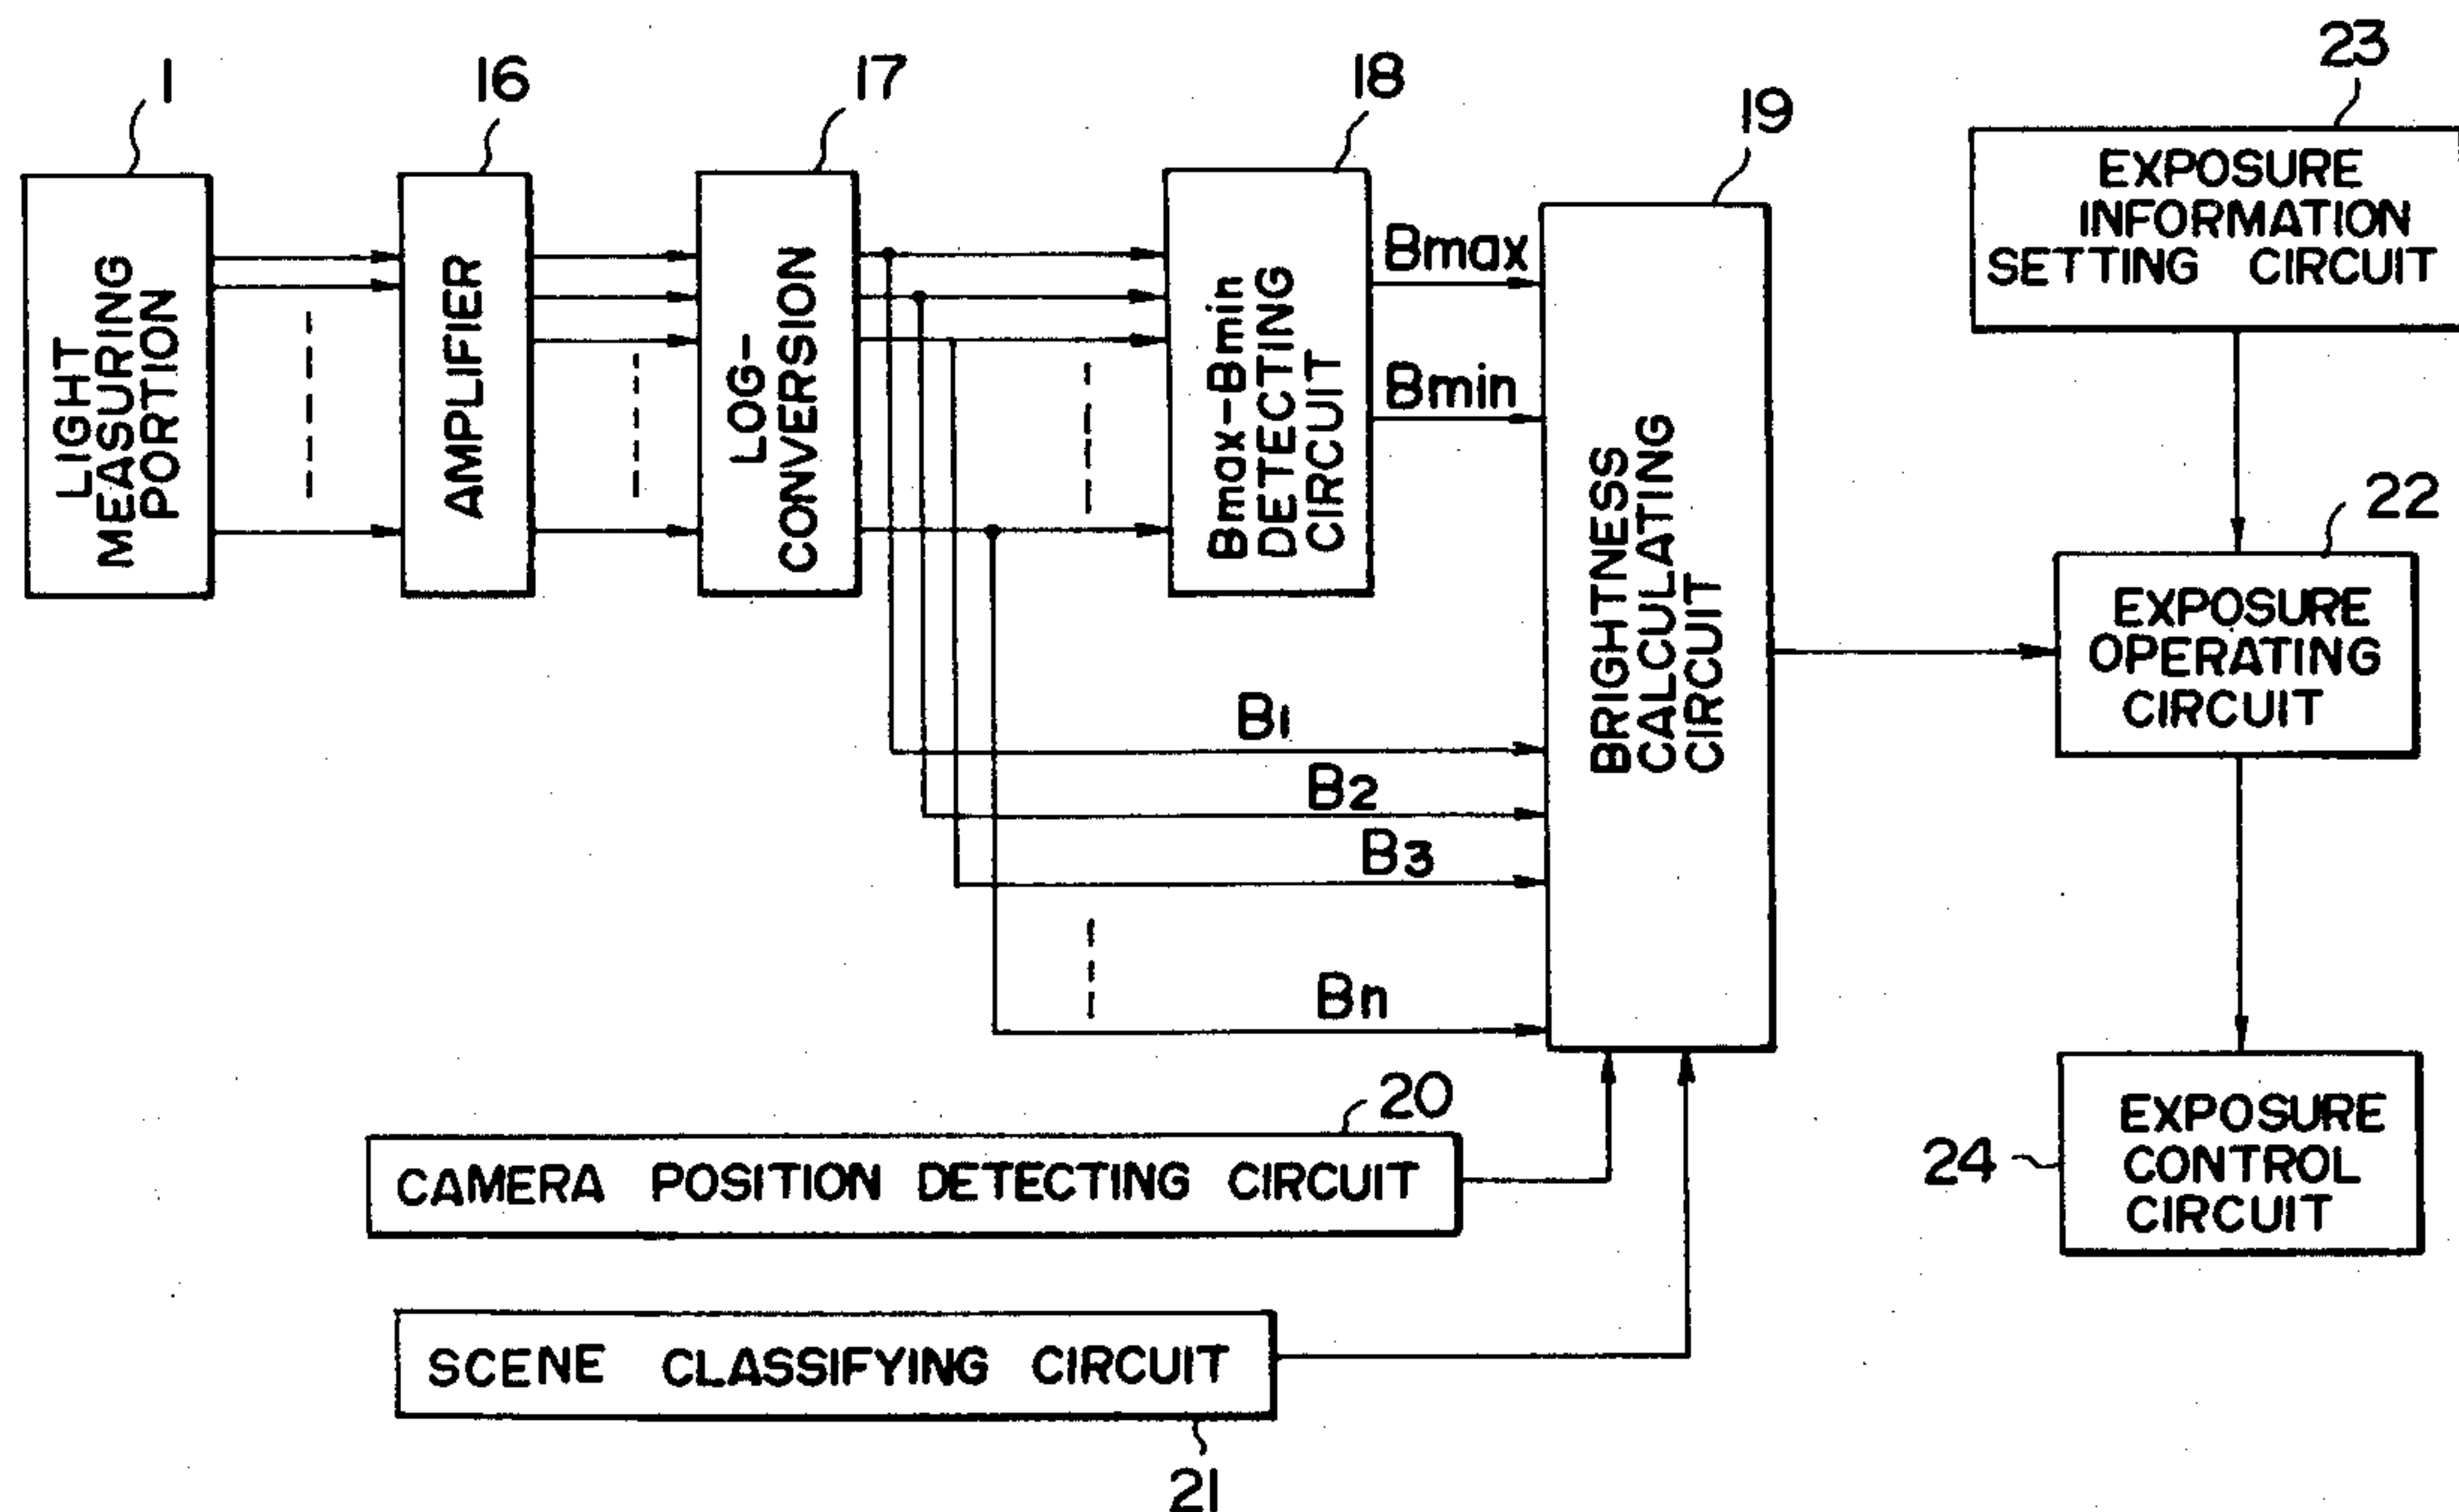 1
LIGHT
MEASURING
PORTION
16
AMPLIFIER
17
LOG-
CONVERSION
18
Bmax-Bmin
DETECTING
CIRCUIT
Bmax
Bmin
B1
B2
B3
Bn
19
BRIGHTNESS
CALCULATING
CIRCUIT
23
EXPOSURE
INFORMATION
SETTING CIRCUIT
22
EXPOSURE
OPERATING
CIRCUIT
24
EXPOSURE
CONTROL
CIRCUIT
20
CAMERA POSITION DETECTING CIRCUIT
SCENE CLASSIFYING CIRCUIT
21